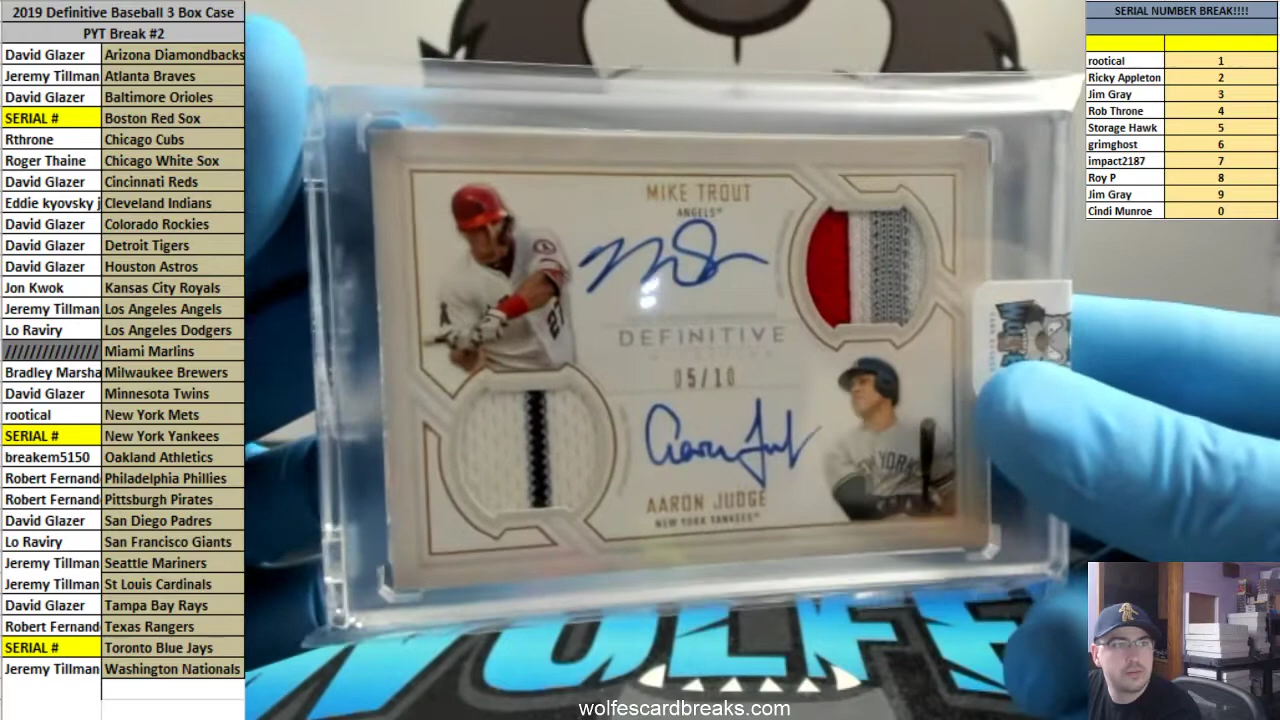 2019 Definitive Baseball 3 Box Case
PYT Break #2
David Glazer Arizona Diamondbacks
Jeremy Tillman Atlanta Braves
David Glazer Baltimore Orioles
SERIAL # Boston Red Sox
Rthrone Chicago Cubs
Roger Thaine Chicago White Sox
David Glazer Cincinnati Reds
Eddie kyovsky j Cleveland Indians
David Glazer Colorado Rockies
David Glazer Detroit Tigers
David Glazer Houston Astros
Jon Kwok Kansas City Royals
Jeremy Tillman Los Angeles Angels
Lo Raviry Los Angeles Dodgers
/////////////// Miami Marlins
Bradley Marsha Milwaukee Brewers
David Glazer Minnesota Twins
rootical New York Mets
SERIAL # New York Yankees
breakem5150 Oakland Athletics
Robert Fernand Philadelphia Phillies
Robert Fernand Pittsburgh Pirates
David Glazer San Diego Padres
Lo Raviry San Francisco Giants
Jeremy Tillman Seattle Mariners
Jeremy Tillman St Louis Cardinals
David Glazer Tampa Bay Rays
Robert Fernand Texas Rangers
SERIAL # Toronto Blue Jays
Jeremy Tillman Washington Nationals
MIKE TROUT
ANGELS
27
DEFINITIVE
05/10
Aaron Jud
NEW YORK
AARON JUDGE
NEW YORK YANKEES
WOLFE
wolfescardbreaks.com
SERIAL NUMBER BREAK!!!!
rootical 1
Ricky Appleton 2
Jim Gray 3
Rob Throne 4
Storage Hawk 5
grimghost 6
impact2187 7
Roy P 8
Jim Gray 9
Cindi Munroe 0